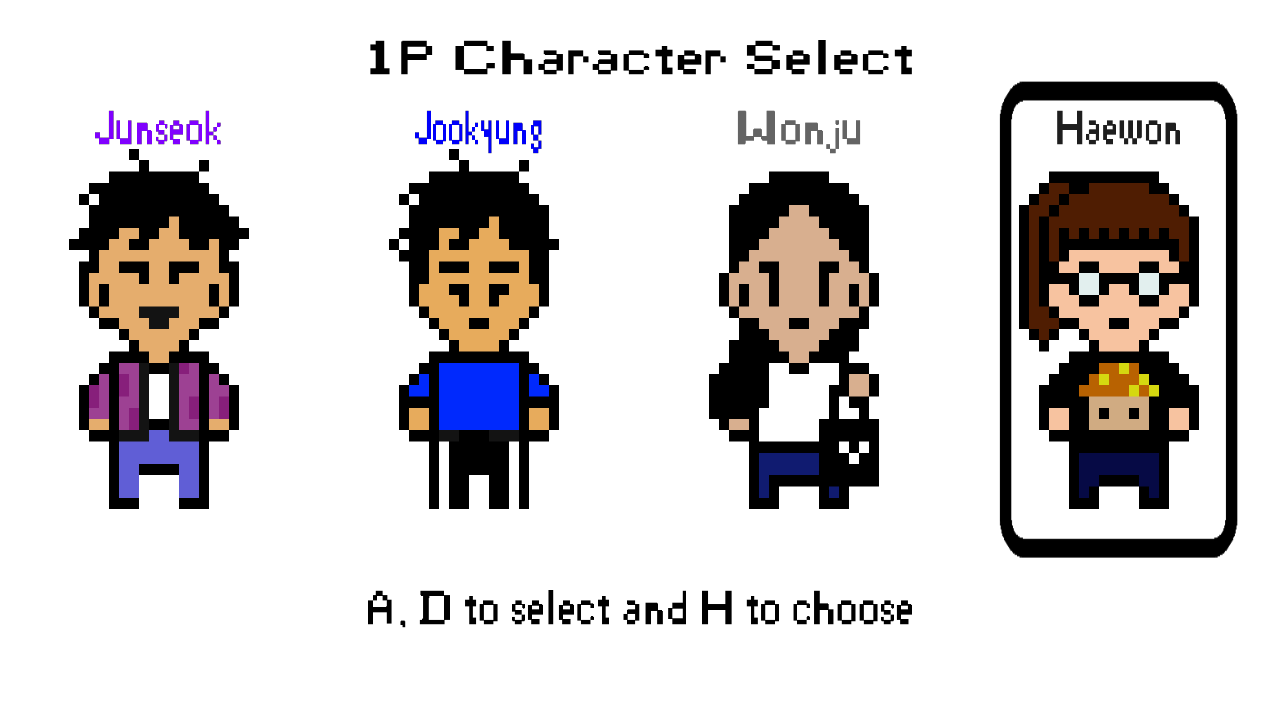 1P Character Select
Junseok
Jookyung
Wonju
Haewon
A, D to select and H to choose